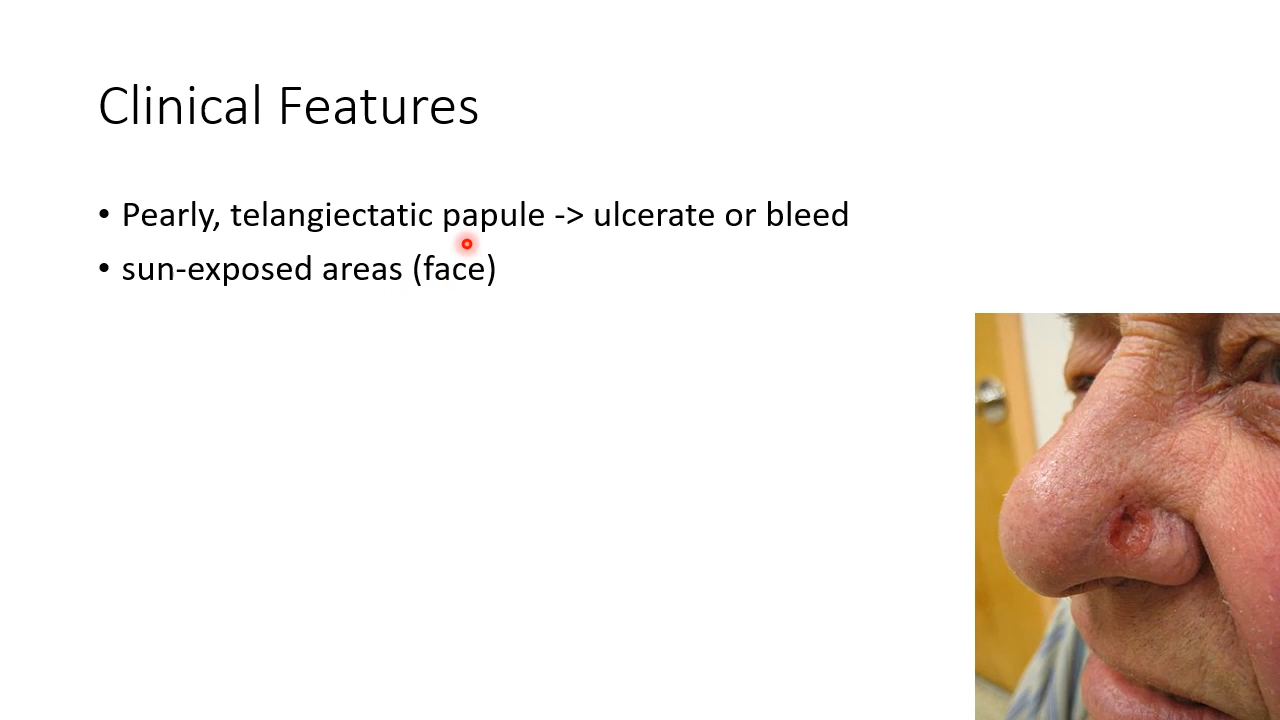 Clinical Features
• Pearly, telangiectatic papule -> ulcerate or bleed
• sun-exposed areas (face)